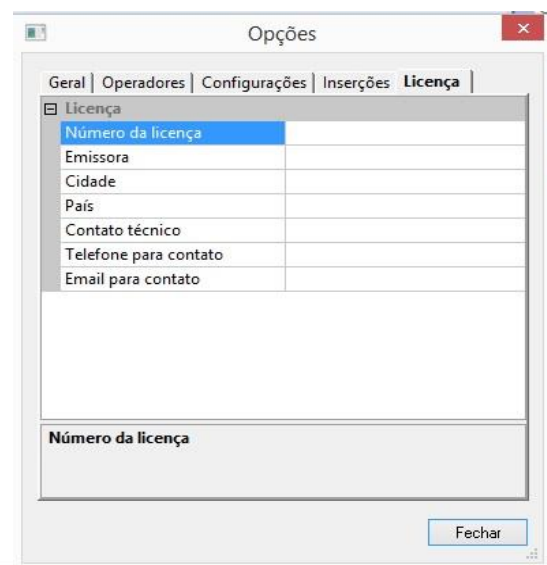 Opções
Geral Operadores Configurações Inserções Licença
Licença
Número da licença
Emissora
Cidade
País
Contato técnico
Telefone para contato
Email para contato
Número da licença
Fechar